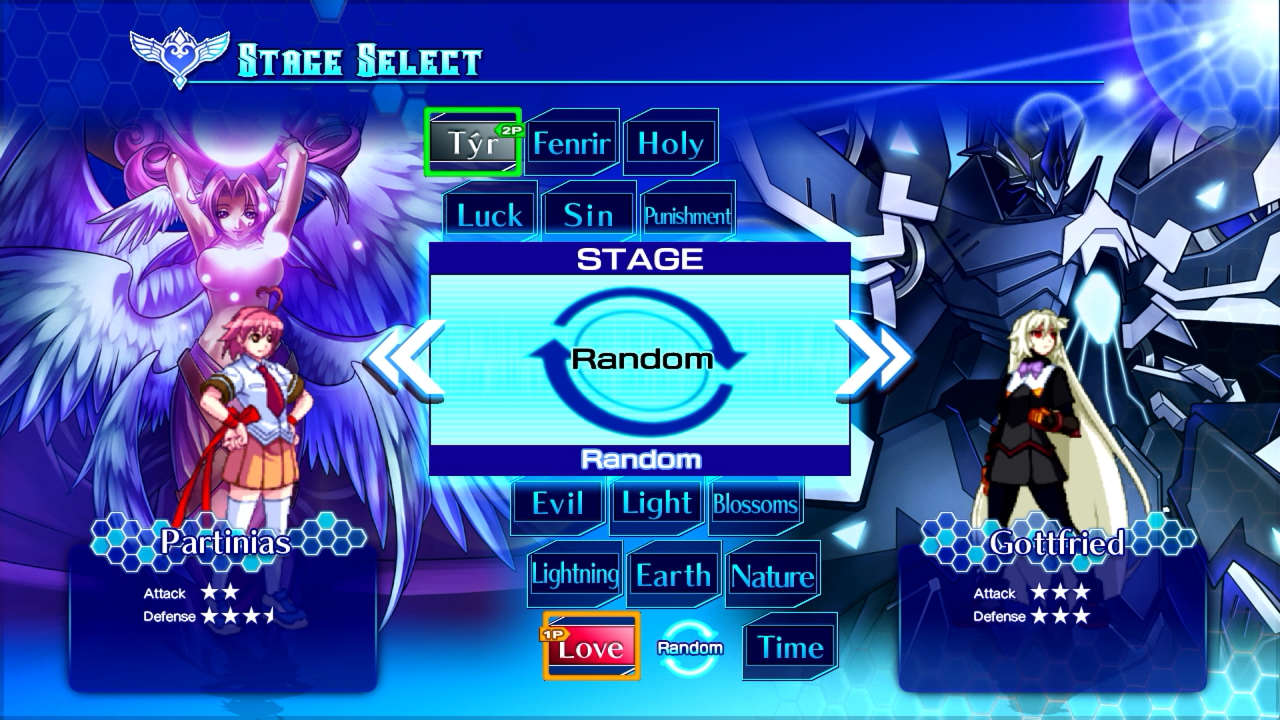 STAGE SELECT
Týr 2P Fenrir Holy
Luck Sin Punishment
STAGE
Random
Random
Evil Light Blossoms
Lightning Earth Nature
1P Love Random Time
Partinias
Attack ★★
Defense ★★★⯨
Gottfried
Attack ★★★
Defense ★★★